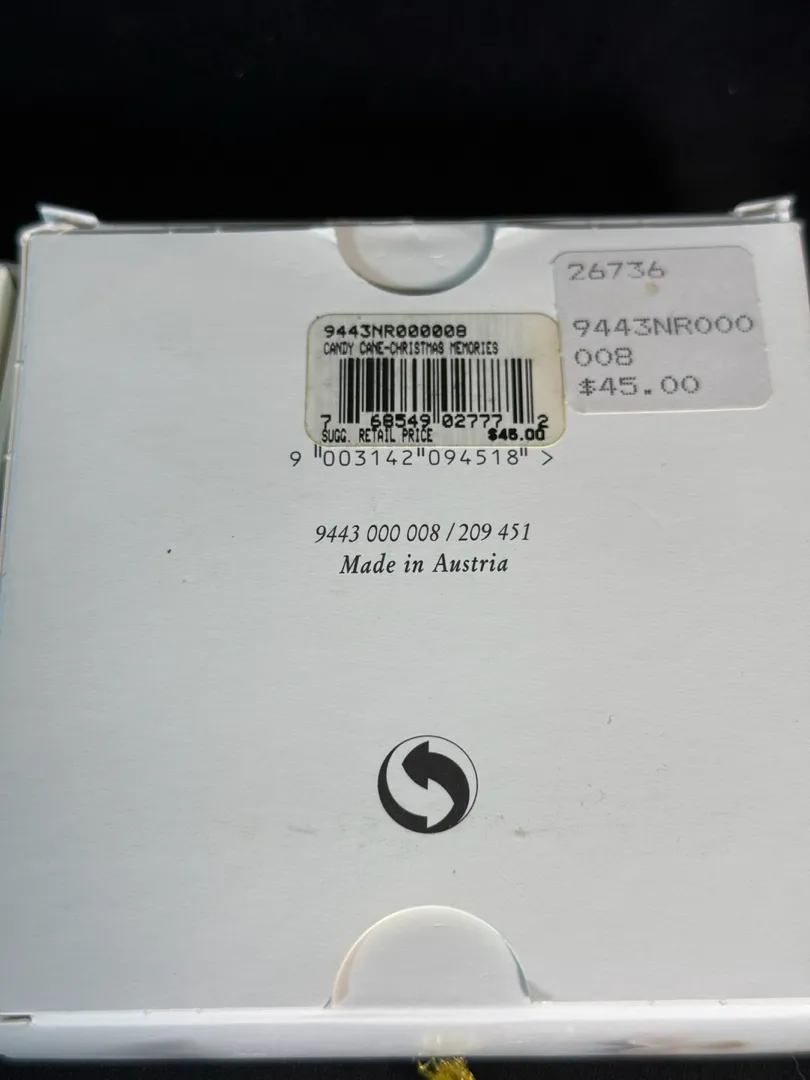 26736
9443NR000
008
$45.00
9443NR000008
CANDY CANE-CHRISTMAS MEMORIES
7 68549 02777 2
SUGG. RETAIL PRICE $45.00
9 003142 094518 >
9443 000 008 / 209 451
Made in Austria